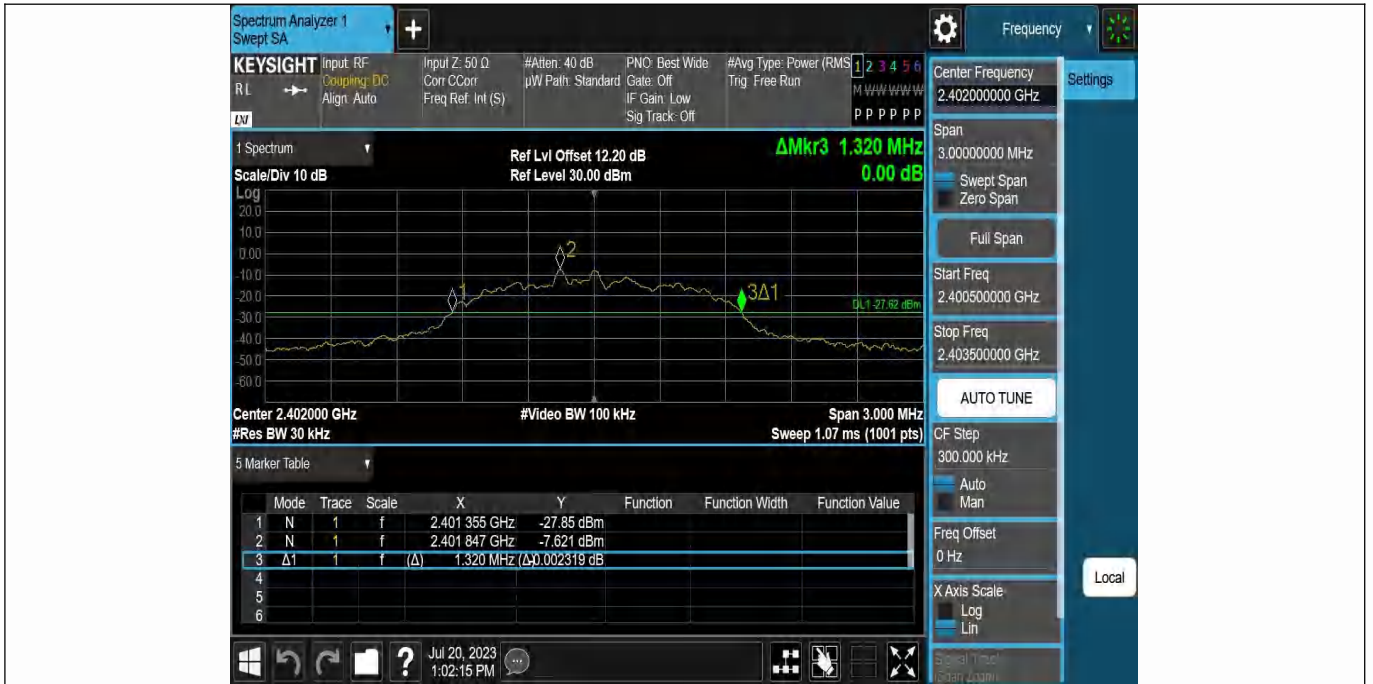 Spectrum Analyzer 1
Swept SA
+
Frequency
KEYSIGHT
Input: RF
Input Z: 50 Ω
#Atten: 40 dB
PNO: Best Wide
#Avg Type: Power (RMS
1 2 3 4 5 6
R L
Coupling: DC
Corr CCorr
µW Path: Standard
Gate: Off
Trig: Free Run
M W W W W W
Align: Auto
Freq Ref: Int (S)
IF Gain: Low
Sig Track: Off
P P P P P P
LXI
Center Frequency
2.402000000 GHz
Settings
1 Spectrum
Ref Lvl Offset 12.20 dB
ΔMkr3 1.320 MHz
Scale/Div 10 dB
Ref Level 30.00 dBm
0.00 dB
Log
20.0
10.0
0.00
-10.0
-20.0
-30.0
-40.0
-50.0
-60.0
1
2
3Δ1
DL1 -27.62 dBm
Center 2.402000 GHz
#Video BW 100 kHz
Span 3.000 MHz
#Res BW 30 kHz
Sweep 1.07 ms (1001 pts)
Span
3.00000000 MHz
Swept Span
Zero Span
Full Span
Start Freq
2.400500000 GHz
Stop Freq
2.403500000 GHz
AUTO TUNE
CF Step
300.000 kHz
Auto
Man
Freq Offset
0 Hz
X Axis Scale
Log
Lin
Signal Track
(Span Zoom)
Local
5 Marker Table
Mode Trace Scale X Y Function Function Width Function Value
1 N 1 f 2.401 355 GHz -27.85 dBm
2 N 1 f 2.401 847 GHz -7.621 dBm
3 Δ1 1 f (Δ) 1.320 MHz (Δ) 0.002319 dB
4
5
6
?
Jul 20, 2023
1:02:15 PM